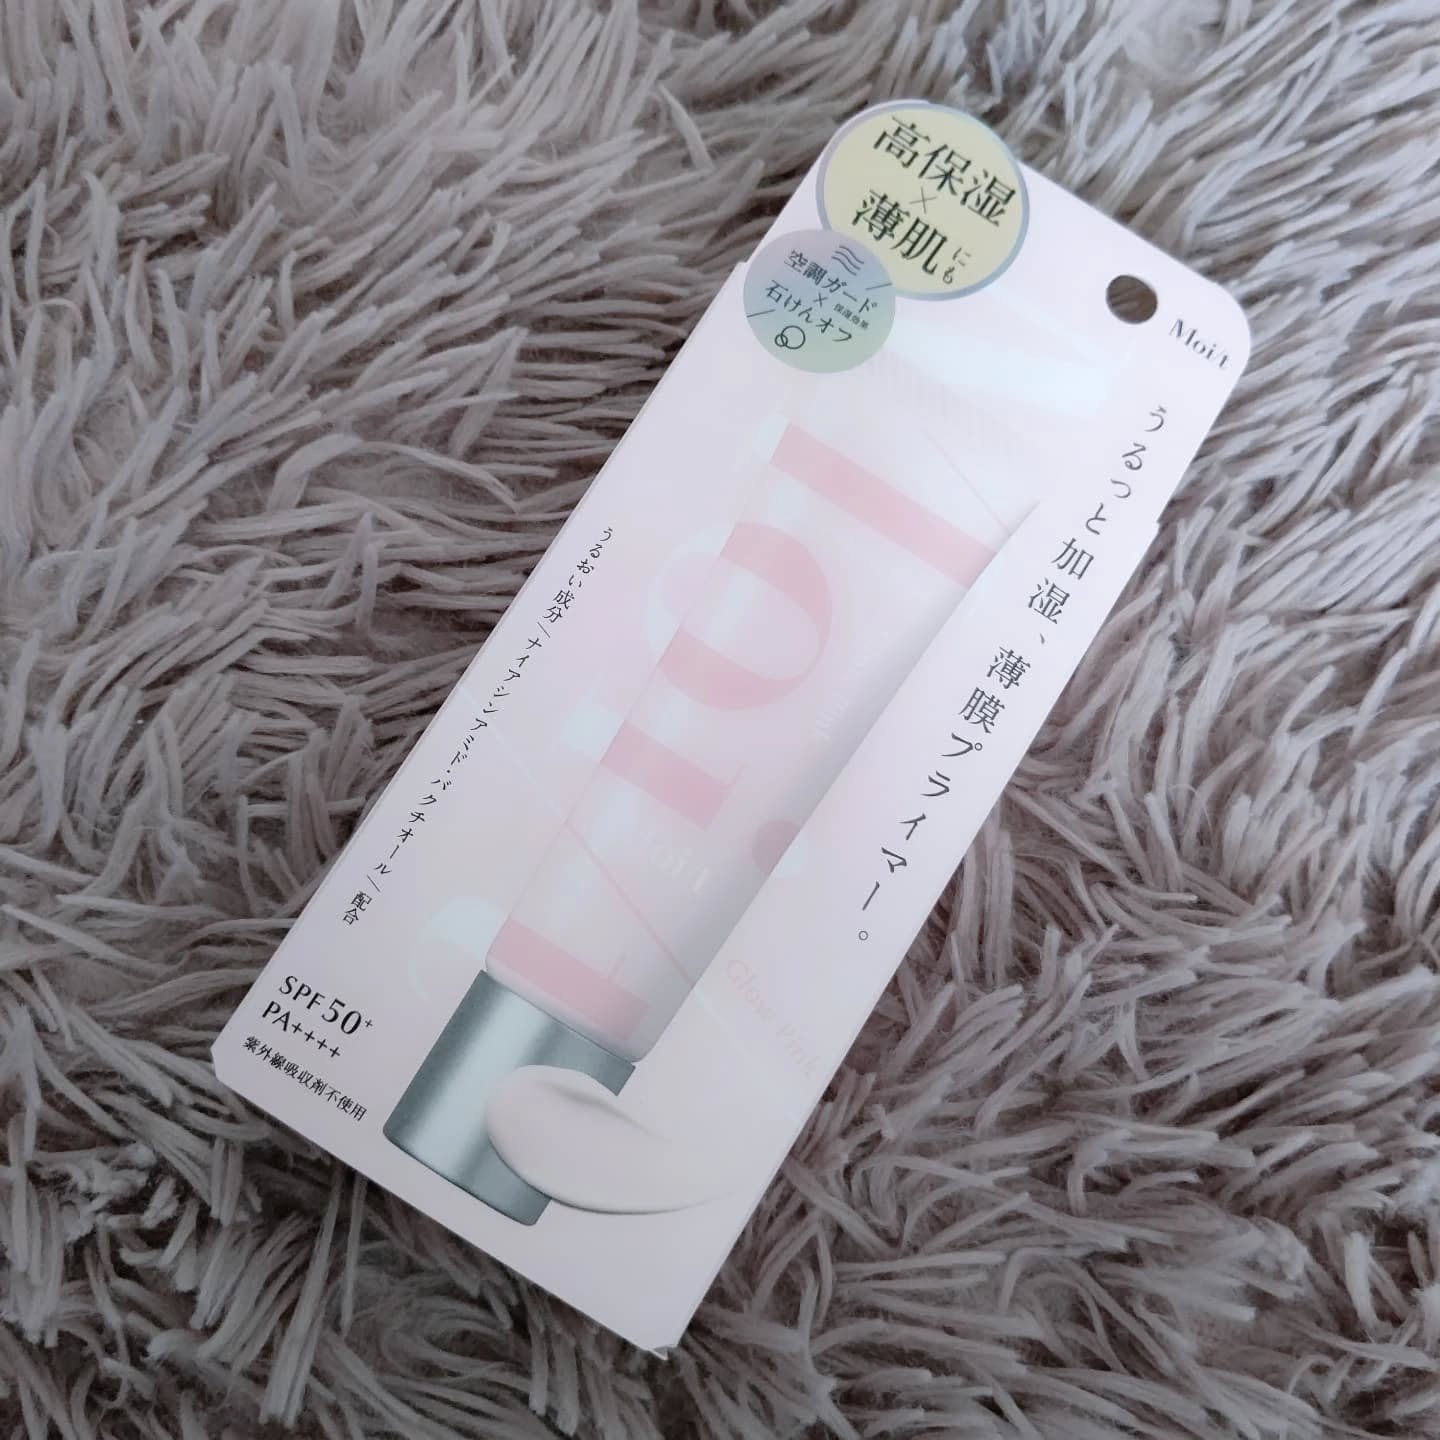 高保湿
×
薄肌にも
空調ガード
×
保湿効果
石けんオフ
Moi/t
うるっと加湿、薄膜プライマー。
うるおい成分\ナイアシンアミド・バクチオール/配合
Glow Pink
SPF50+
PA++++
紫外線吸収剤不使用